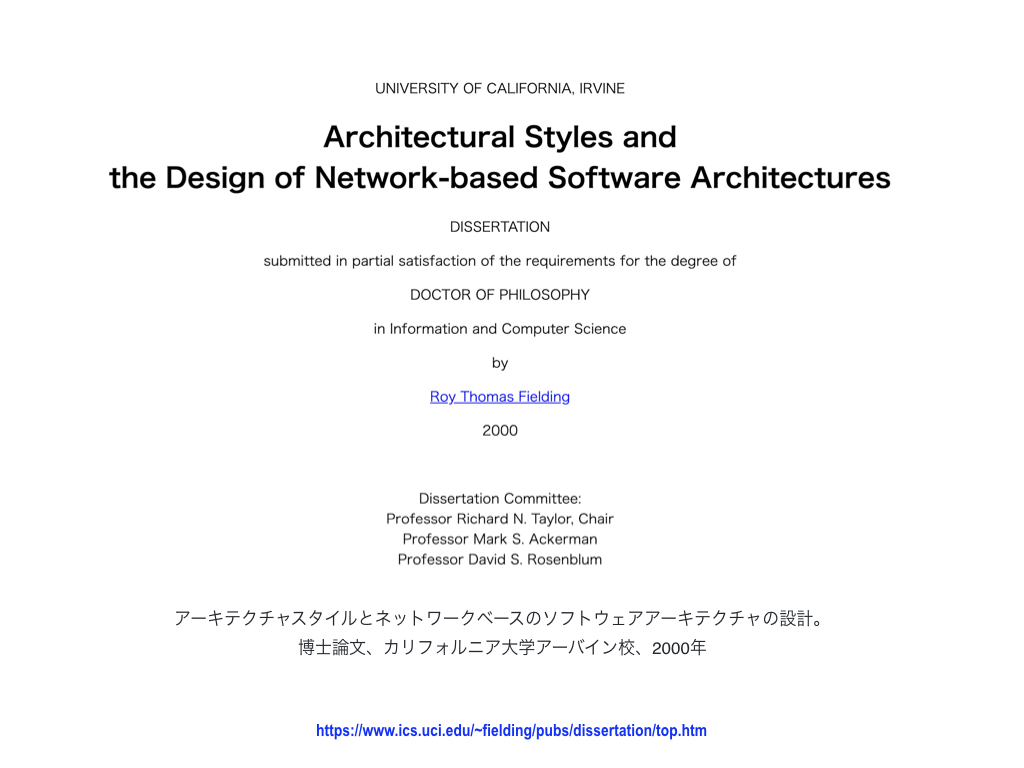 UNIVERSITY OF CALIFORNIA, IRVINE
Architectural Styles and
the Design of Network-based Software Architectures
DISSERTATION
submitted in partial satisfaction of the requirements for the degree of
DOCTOR OF PHILOSOPHY
in Information and Computer Science
by
Roy Thomas Fielding
2000
Dissertation Committee:
Professor Richard N. Taylor, Chair
Professor Mark S. Ackerman
Professor David S. Rosenblum
アーキテクチャスタイルとネットワークベースのソフトウェアアーキテクチャの設計。
博士論文、カリフォルニア大学アーバイン校、2000年
https://www.ics.uci.edu/~fielding/pubs/dissertation/top.htm